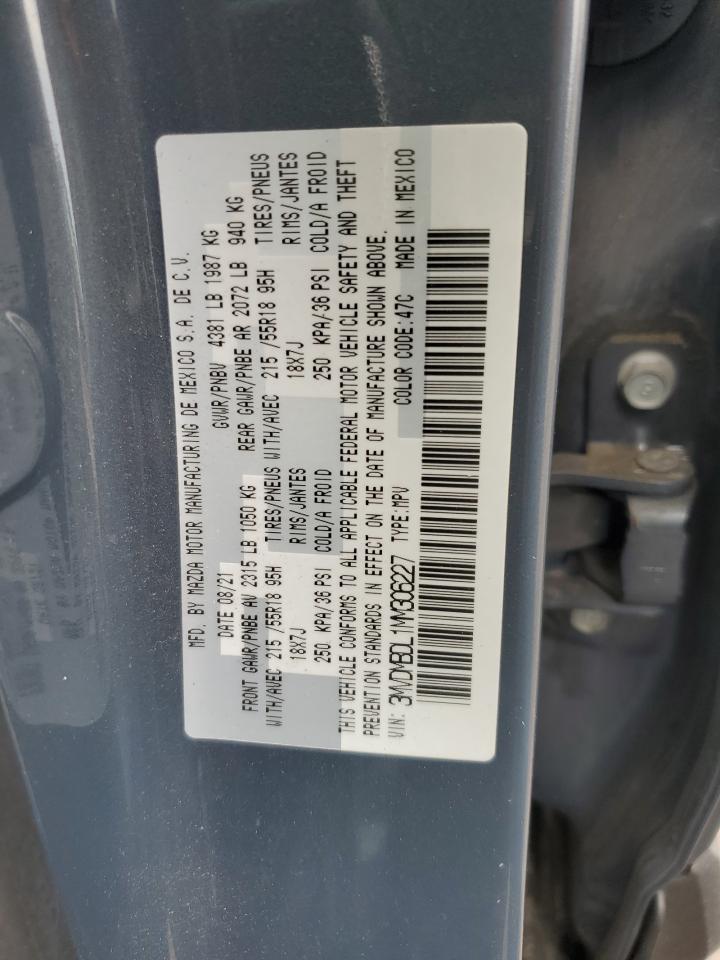 MFD. BY MAZDA MOTOR MANUFACTURING DE MEXICO S.A. DE C.V.
DATE 08/21 GVWR/PNBV 4381 LB 1987 KG
FRONT GAWR/PNBE AV 2315 LB 1050 KG REAR GAWR/PNBE AR 2072 LB 940 KG
WITH/AVEC 215 /55R18 95H TIRES/PNEUS WITH/AVEC 215 /55R18 95H TIRES/PNEUS
18X7J RIMS/JANTES 18X7J RIMS/JANTES
250 KPA/36 PSI COLD/A FROID 250 KPA/36 PSI COLD/A FROID
THIS VEHICLE CONFORMS TO ALL APPLICABLE FEDERAL MOTOR VEHICLE SAFETY AND THEFT
PREVENTION STANDARDS IN EFFECT ON THE DATE OF MANUFACTURE SHOWN ABOVE.
VIN: 3MVDMBDL1MM306227 TYPE:MPV COLOR CODE:47C MADE IN MEXICO